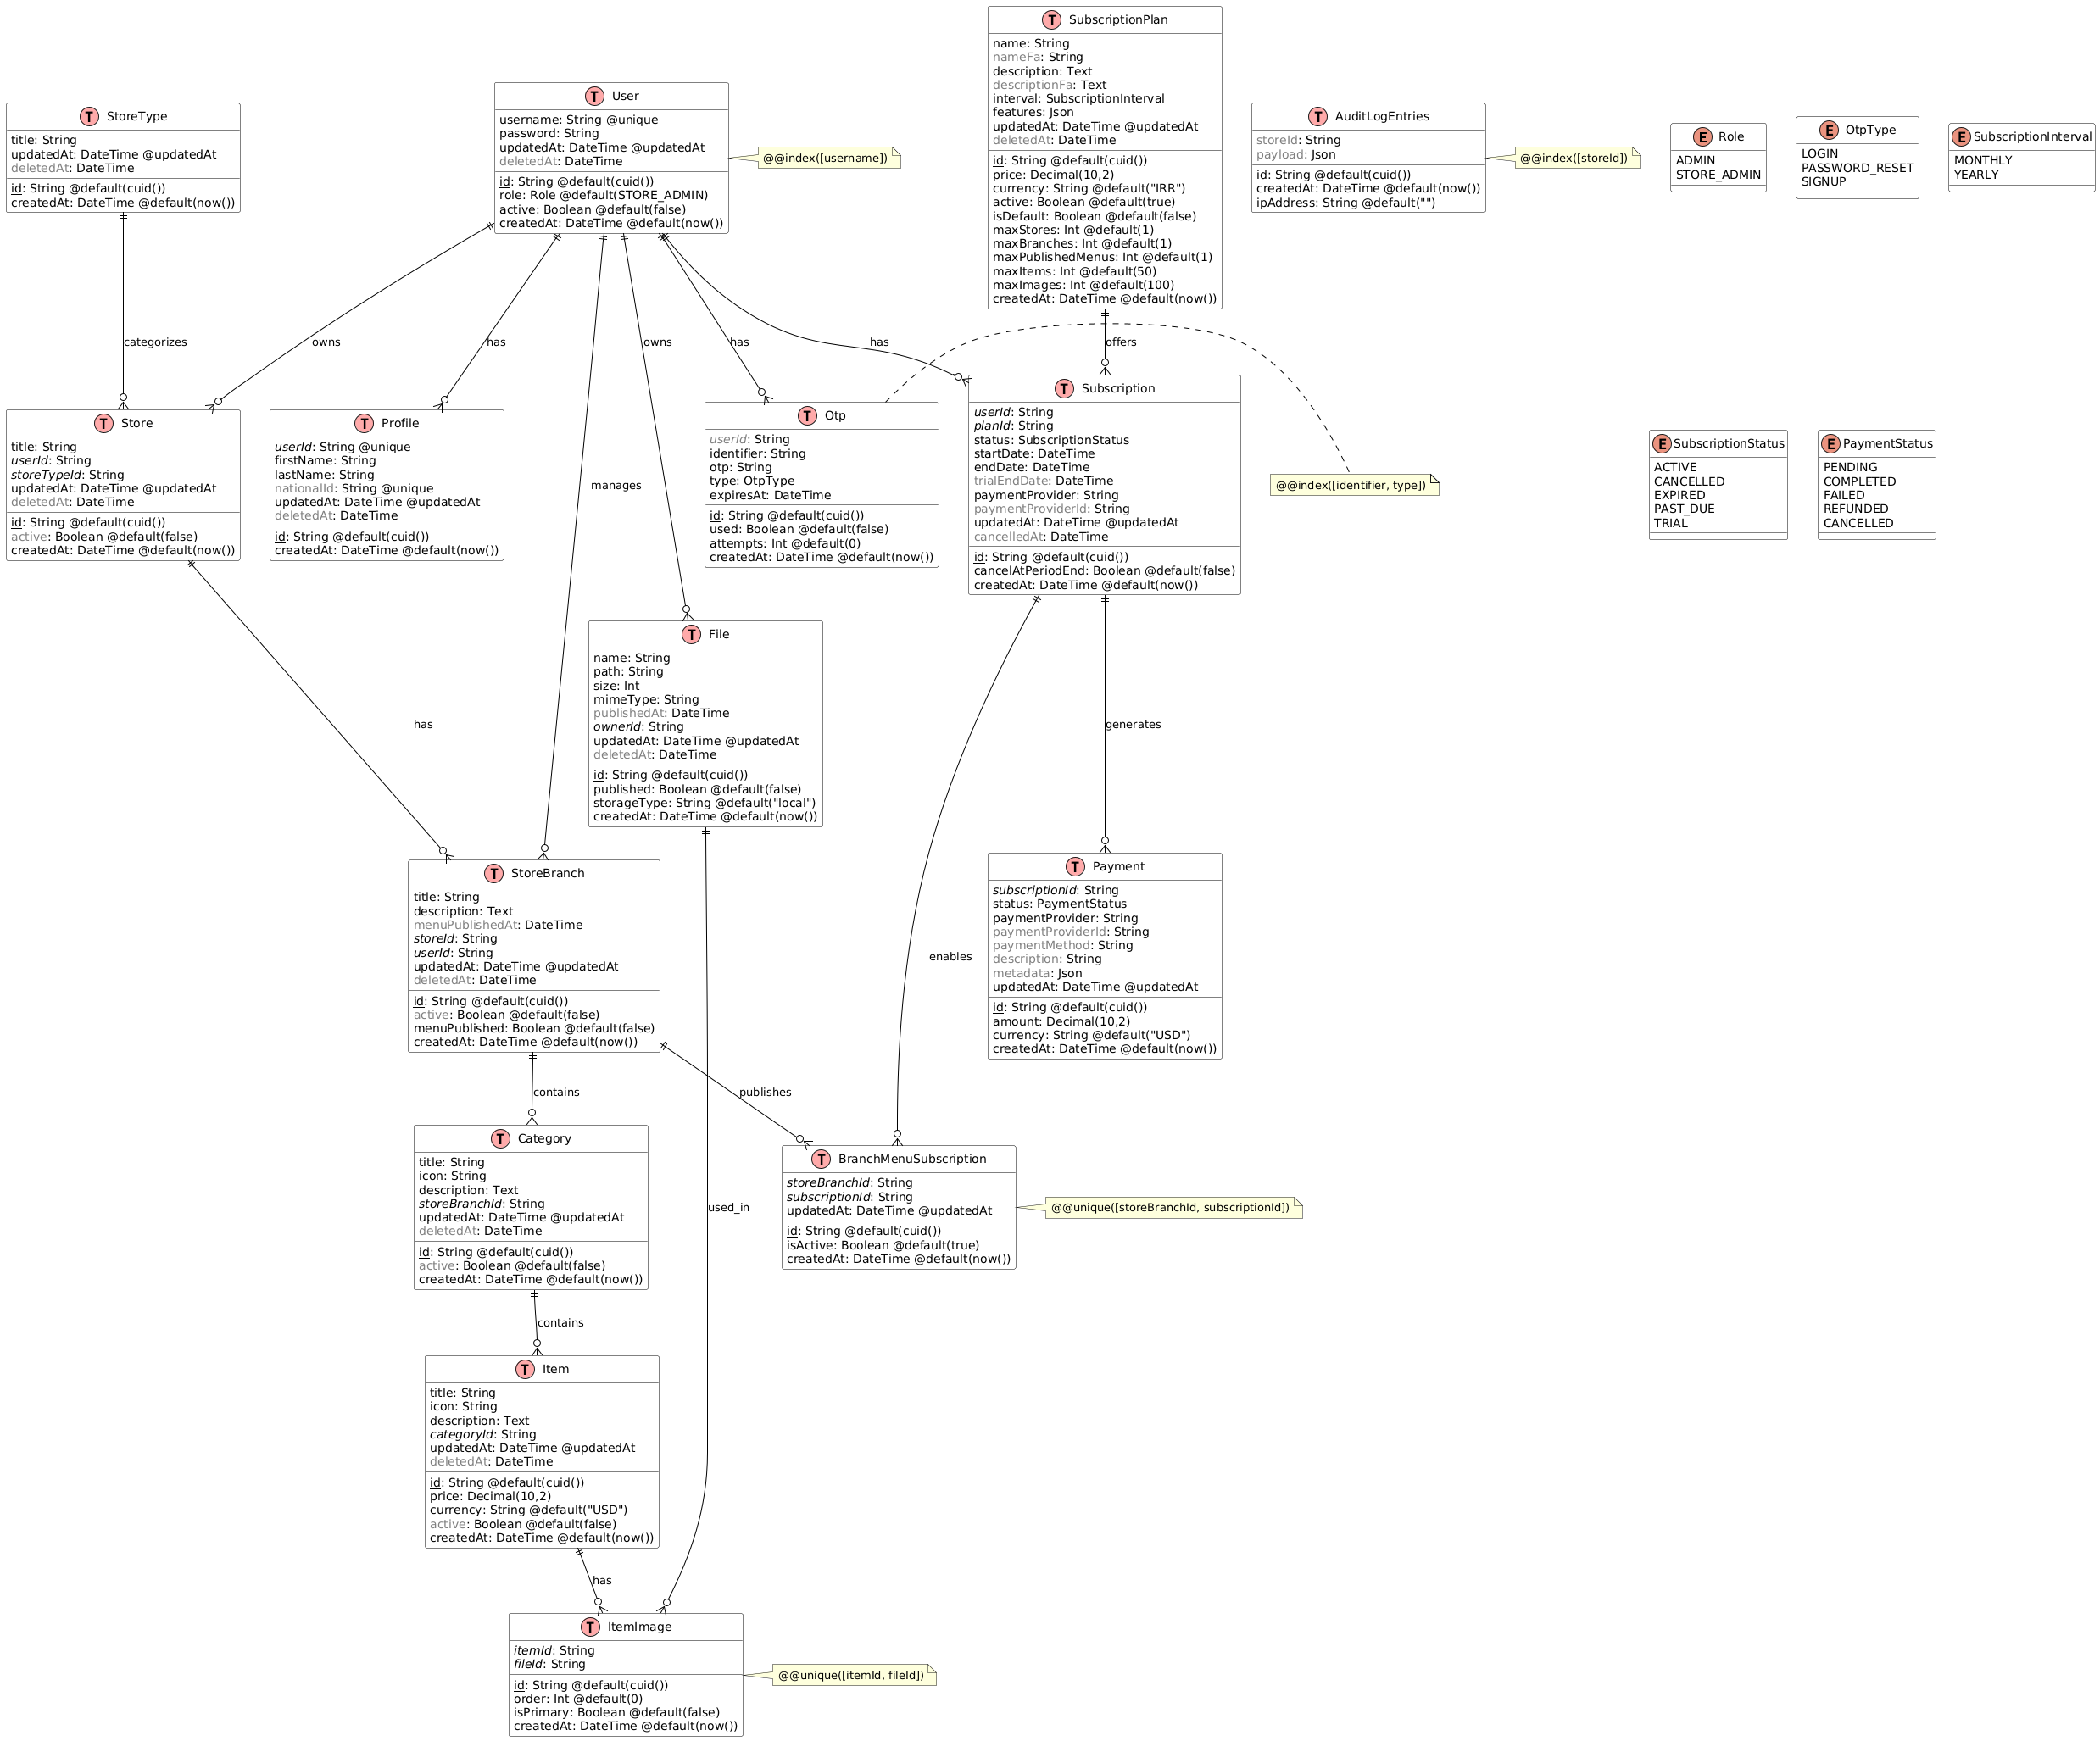 SubscriptionPlan
name: String
nameFa: String
description: Text
descriptionFa: Text
interval: SubscriptionInterval
features: Json
updatedAt: DateTime @updatedAt
deletedAt: DateTime
id: String @default(cuid())
price: Decimal(10,2)
currency: String @default("IRR")
active: Boolean @default(true)
isDefault: Boolean @default(false)
maxStores: Int @default(1)
maxBranches: Int @default(1)
maxPublishedMenus: Int @default(1)
maxItems: Int @default(50)
maxImages: Int @default(100)
createdAt: DateTime @default(now())
StoreType
title: String
updatedAt: DateTime @updatedAt
deletedAt: DateTime
id: String @default(cuid())
createdAt: DateTime @default(now())
User
username: String @unique
password: String
updatedAt: DateTime @updatedAt
deletedAt: DateTime
id: String @default(cuid())
role: Role @default(STORE_ADMIN)
active: Boolean @default(false)
createdAt: DateTime @default(now())
@@index([username])
AuditLogEntries
storeId: String
payload: Json
id: String @default(cuid())
createdAt: DateTime @default(now())
ipAddress: String @default("")
@@index([storeId])
Role
ADMIN
STORE_ADMIN
OtpType
LOGIN
PASSWORD_RESET
SIGNUP
SubscriptionInterval
MONTHLY
YEARLY
categorizes
owns
has
owns
has
has
offers
Store
title: String
userId: String
storeTypeId: String
updatedAt: DateTime @updatedAt
deletedAt: DateTime
id: String @default(cuid())
active: Boolean @default(false)
createdAt: DateTime @default(now())
Profile
userId: String @unique
firstName: String
lastName: String
nationalId: String @unique
updatedAt: DateTime @updatedAt
deletedAt: DateTime
id: String @default(cuid())
createdAt: DateTime @default(now())
manages
Otp
userId: String
identifier: String
otp: String
type: OtpType
expiresAt: DateTime
id: String @default(cuid())
used: Boolean @default(false)
attempts: Int @default(0)
createdAt: DateTime @default(now())
Subscription
userId: String
planId: String
status: SubscriptionStatus
startDate: DateTime
endDate: DateTime
trialEndDate: DateTime
paymentProvider: String
paymentProviderId: String
updatedAt: DateTime @updatedAt
cancelledAt: DateTime
id: String @default(cuid())
cancelAtPeriodEnd: Boolean @default(false)
createdAt: DateTime @default(now())
@@index([identifier, type])
SubscriptionStatus
ACTIVE
CANCELLED
EXPIRED
PAST_DUE
TRIAL
PaymentStatus
PENDING
COMPLETED
FAILED
REFUNDED
CANCELLED
File
name: String
path: String
size: Int
mimeType: String
publishedAt: DateTime
ownerId: String
updatedAt: DateTime @updatedAt
deletedAt: DateTime
id: String @default(cuid())
published: Boolean @default(false)
storageType: String @default("local")
createdAt: DateTime @default(now())
has
generates
StoreBranch
title: String
description: Text
menuPublishedAt: DateTime
storeId: String
userId: String
updatedAt: DateTime @updatedAt
deletedAt: DateTime
id: String @default(cuid())
active: Boolean @default(false)
menuPublished: Boolean @default(false)
createdAt: DateTime @default(now())
enables
Payment
subscriptionId: String
status: PaymentStatus
paymentProvider: String
paymentProviderId: String
paymentMethod: String
description: String
metadata: Json
updatedAt: DateTime @updatedAt
id: String @default(cuid())
amount: Decimal(10,2)
currency: String @default("USD")
createdAt: DateTime @default(now())
contains
publishes
Category
title: String
icon: String
description: Text
storeBranchId: String
updatedAt: DateTime @updatedAt
deletedAt: DateTime
id: String @default(cuid())
active: Boolean @default(false)
createdAt: DateTime @default(now())
used_in
BranchMenuSubscription
storeBranchId: String
subscriptionId: String
updatedAt: DateTime @updatedAt
id: String @default(cuid())
isActive: Boolean @default(true)
createdAt: DateTime @default(now())
@@unique([storeBranchId, subscriptionId])
contains
Item
title: String
icon: String
description: Text
categoryId: String
updatedAt: DateTime @updatedAt
deletedAt: DateTime
id: String @default(cuid())
price: Decimal(10,2)
currency: String @default("USD")
active: Boolean @default(false)
createdAt: DateTime @default(now())
has
ItemImage
itemId: String
fileId: String
id: String @default(cuid())
order: Int @default(0)
isPrimary: Boolean @default(false)
createdAt: DateTime @default(now())
@@unique([itemId, fileId])